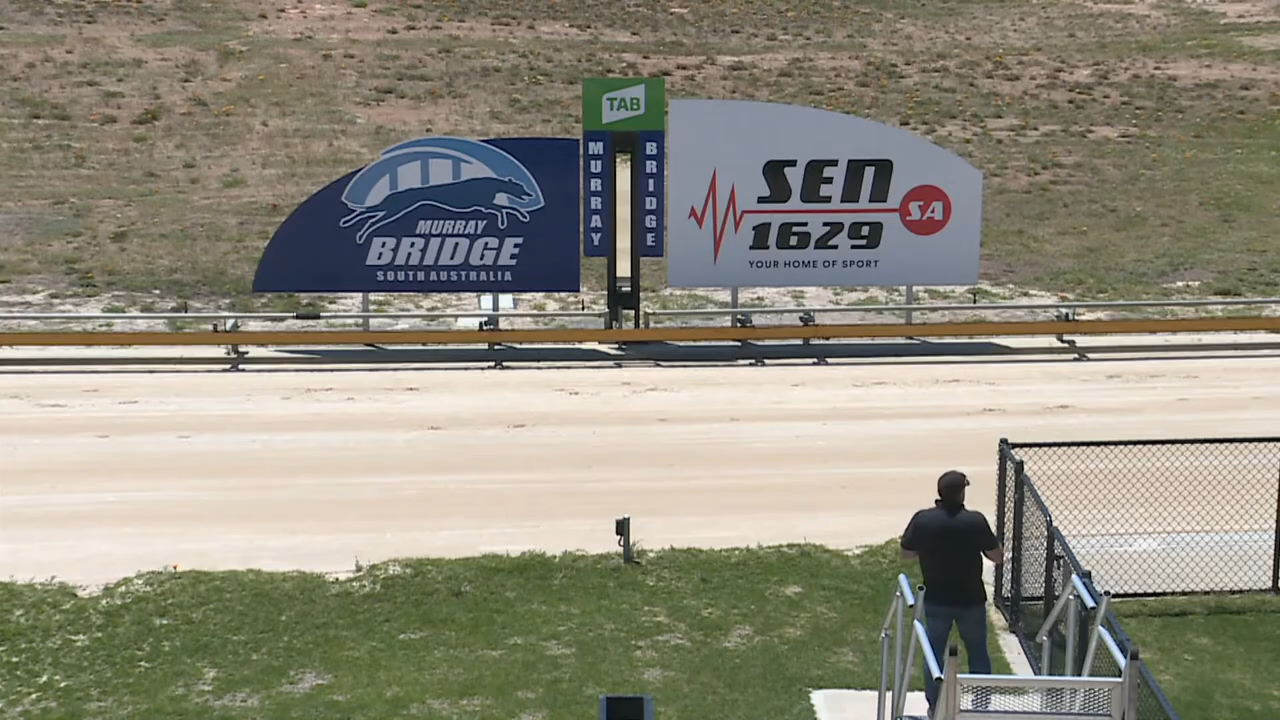 TAB
MURRAY
BRIDGE
MURRAY
BRIDGE
SOUTH AUSTRALIA
SEN
SA
1629
YOUR HOME OF SPORT